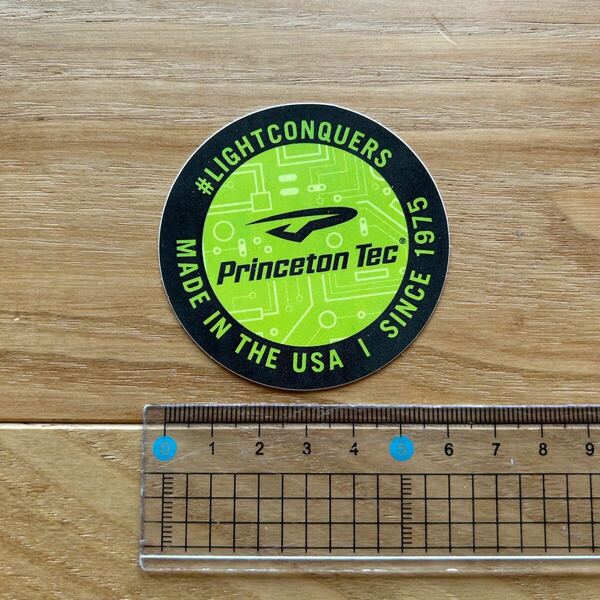 #LIGHTCONQUERS
Princeton Tec®
MADE IN THE USA | SINCE 1975
0 1 2 3 4 5 6 7 8 9